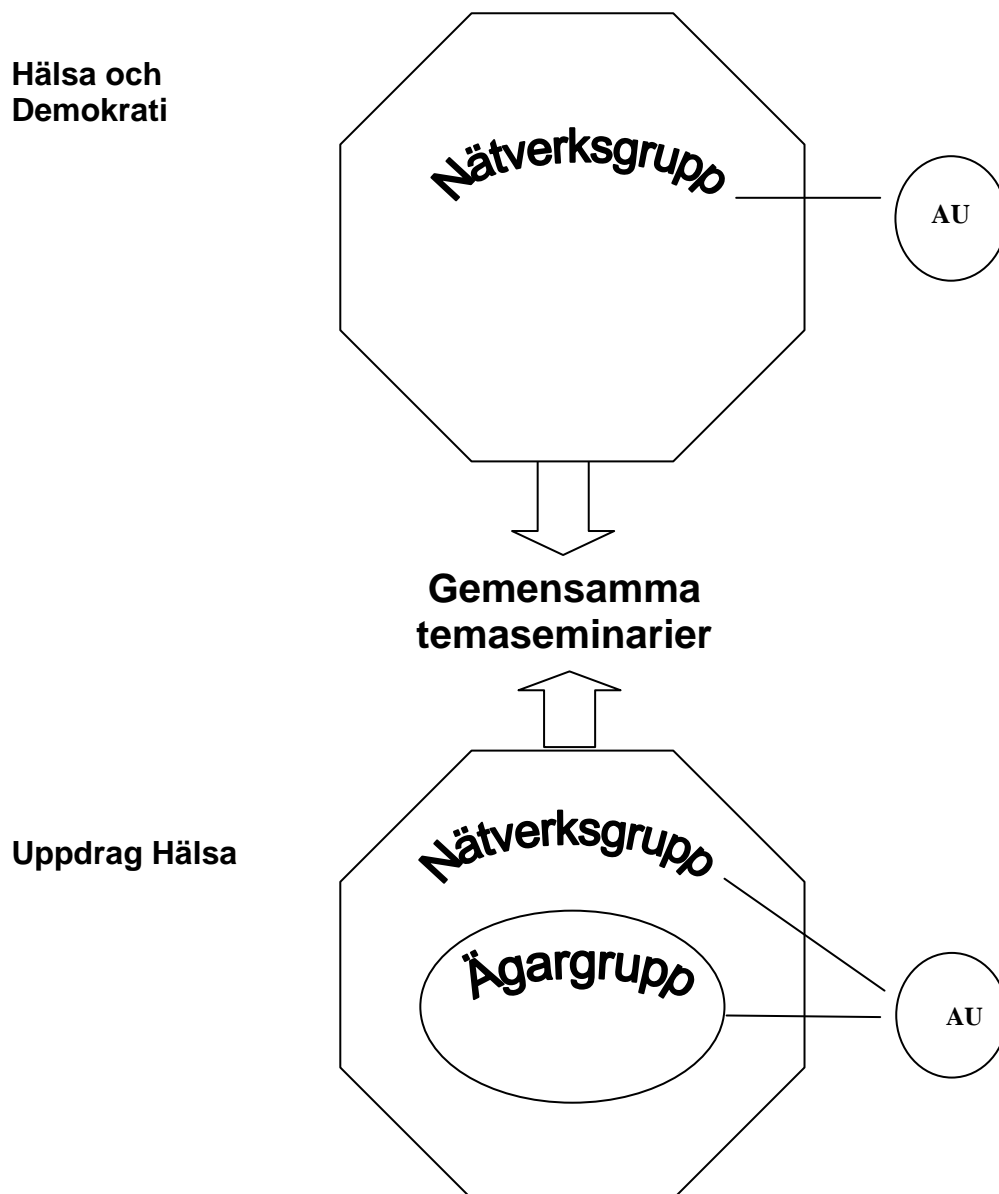 Hälsa och
Demokrati
Nätverksgrupp
AU
Gemensamma
temaseminarier
Nätverksgrupp
Uppdrag Hälsa
Ägargrupp
AU